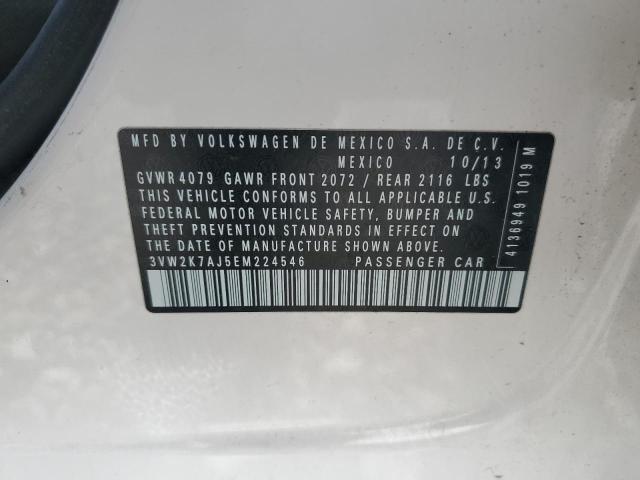 MFD BY VOLKSWAGEN DE MEXICO S.A. DE C.V.
MEXICO 10/13
GVWR 4079 GAWR FRONT 2072 / REAR 2116 LBS
THIS VEHICLE CONFORMS TO ALL APPLICABLE U.S.
FEDERAL MOTOR VEHICLE SAFETY, BUMPER AND
THEFT PREVENTION STANDARDS IN EFFECT ON
THE DATE OF MANUFACTURE SHOWN ABOVE.
3VW2K7AJ5EM224546 PASSENGER CAR
4136949 1019 M